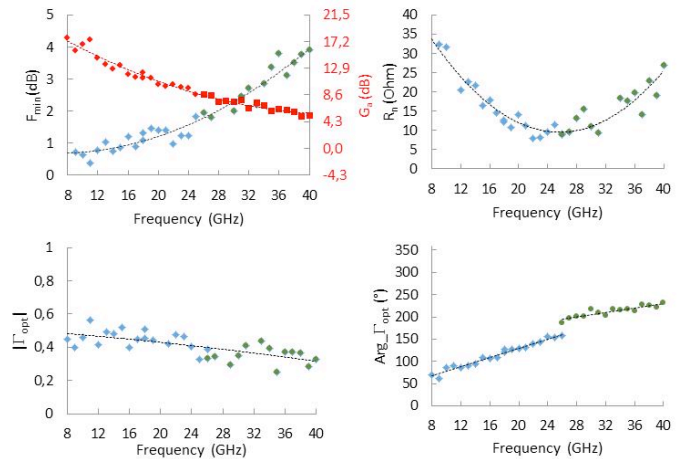 5
4
3
2
1
0
F_min (dB)
21,5
17,2
12,9
8,6
4,3
0,0
-4,3
G_a (dB)
8 12 16 20 24 28 32 36 40
Frequency (GHz)
40
35
30
25
20
15
10
5
0
R_n (Ohm)
8 12 16 20 24 28 32 36 40
Frequency (GHz)
1
0,8
0,6
0,4
0,2
0
|Γ_opt|
8 12 16 20 24 28 32 36 40
Frequency (GHz)
350
300
250
200
150
100
50
0
Arg_Γ_opt (°)
8 12 16 20 24 28 32 36 40
Frequency (GHz)